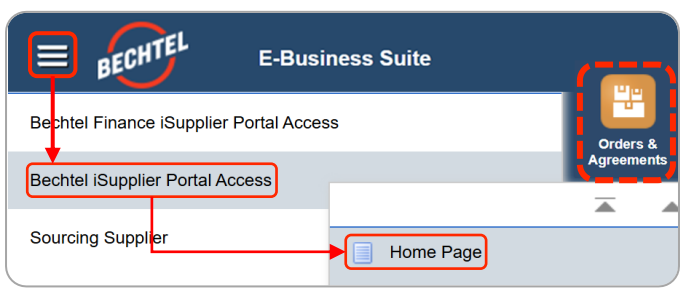 BECHTEL
E-Business Suite
Bechtel Finance iSupplier Portal Access
Orders &
Agreements
Bechtel iSupplier Portal Access
Sourcing Supplier
Home Page